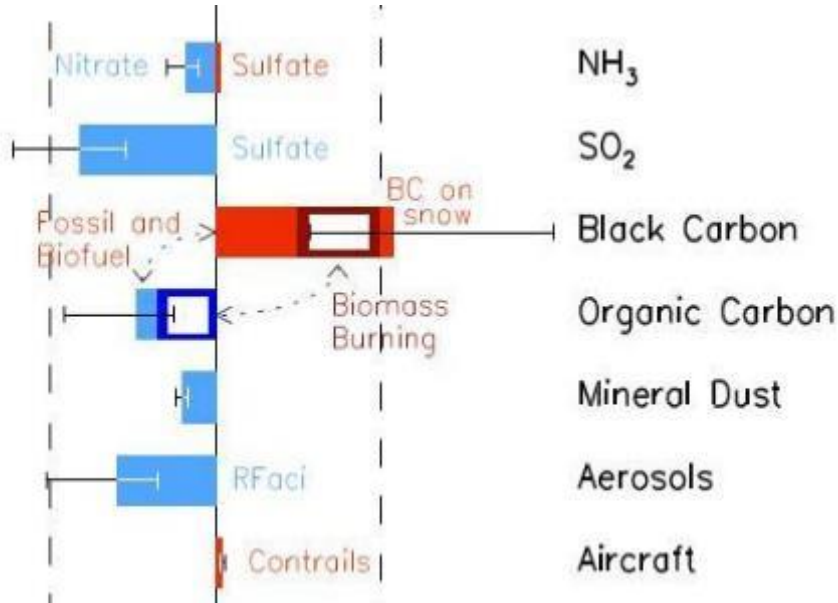 Nitrate Sulfate NH₃
Sulfate SO₂
BC on
snow
Black Carbon
Fossil and
Biofuel
Organic Carbon
Biomass
Burning
Mineral Dust
RFaci Aerosols
Contrails Aircraft